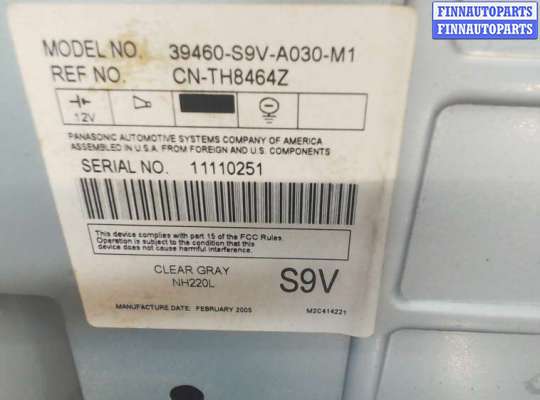 FINNAUTOPARTS
FINNAUTOPARTS
FINNAUTOPARTS
MODEL NO. 39460-S9V-A030-M1
REF NO. CN-TH8464Z
12V
PANASONIC AUTOMOTIVE SYSTEMS COMPANY OF AMERICA
ASSEMBLED IN U.S.A. FROM FOREIGN AND U.S. COMPONENTS
SERIAL NO. 11110251
This device complies with part 15 of the FCC Rules.
Operation is subject to the condition that this
device does not cause harmful interference.
CLEAR GRAY
NH220L
S9V
MANUFACTURE DATE: FEBRUARY 2005
M2C414221